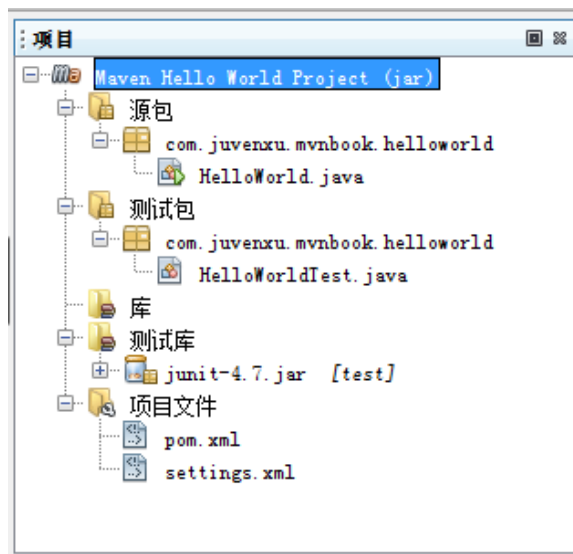 项目
Maven Hello World Project (jar)
源包
com.juvenxu.mvnbook.helloworld
HelloWorld.java
测试包
com.juvenxu.mvnbook.helloworld
HelloWorldTest.java
库
测试库
junit-4.7.jar [test]
项目文件
pom.xml
settings.xml